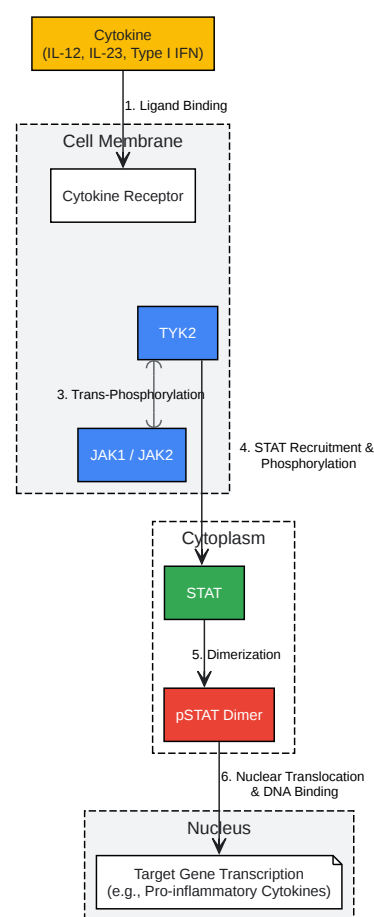 Cytokine
(IL-12, IL-23, Type I IFN)
1. Ligand Binding
Cell Membrane
Cytokine Receptor
TYK2
3. Trans-Phosphorylation
JAK1 / JAK2
4. STAT Recruitment &
Phosphorylation
Cytoplasm
STAT
5. Dimerization
pSTAT Dimer
6. Nuclear Translocation
& DNA Binding
Nucleus
Target Gene Transcription
(e.g., Pro-inflammatory Cytokines)